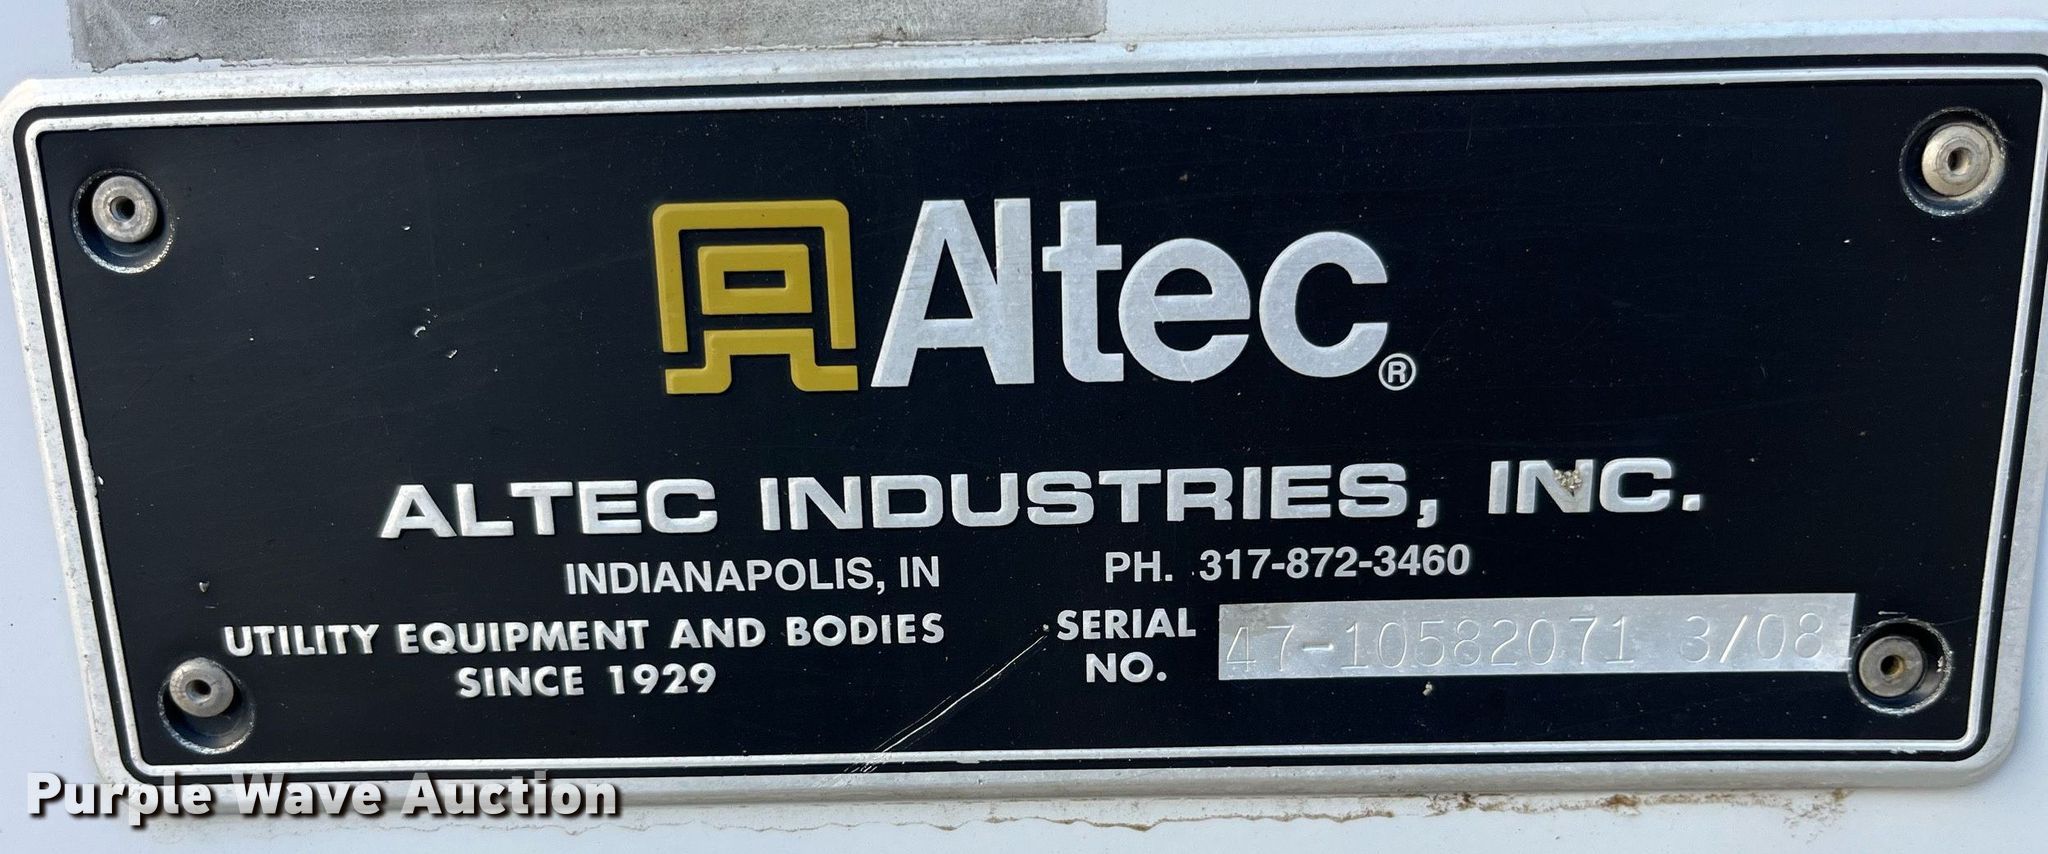 Altec®
ALTEC INDUSTRIES, INC.
INDIANAPOLIS, IN PH. 317-872-3460
UTILITY EQUIPMENT AND BODIES
SINCE 1929
SERIAL NO. 47-10582071 3/08
Purple Wave Auction